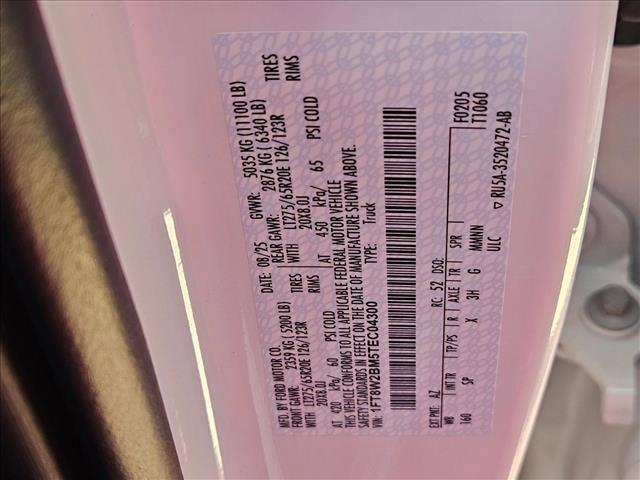 MFD. BY FORD MOTOR CO.
DATE: 08/25 GVWR: 5035 KG (11100 LB)
FRONT GAWR: 2359 KG (5200 LB) REAR GAWR: 2876 KG (6340 LB)
LT275/65R20E 126/123R WITH LT275/65R20E 126/123R TIRES
20X8.0J RIMS 20X8.0J RIMS
AT 420 kPa/ 60 PSI COLD AT 450 kPa/ 65 PSI COLD
THIS VEHICLE CONFORMS TO ALL APPLICABLE FEDERAL MOTOR VEHICLE
SAFETY STANDARDS IN EFFECT ON THE DATE OF MANUFACTURE SHOWN ABOVE.
VIN: 1FT8W2BM5TEC04300 TYPE: Truck
F0205
T1060
EXT PNT: AZ RC: 52 DSO:
WB INT TR TP/PS R AXLE TR SPR
160 SP X 3H G MMNN
ULC
▽ RU5A-3520472-AB